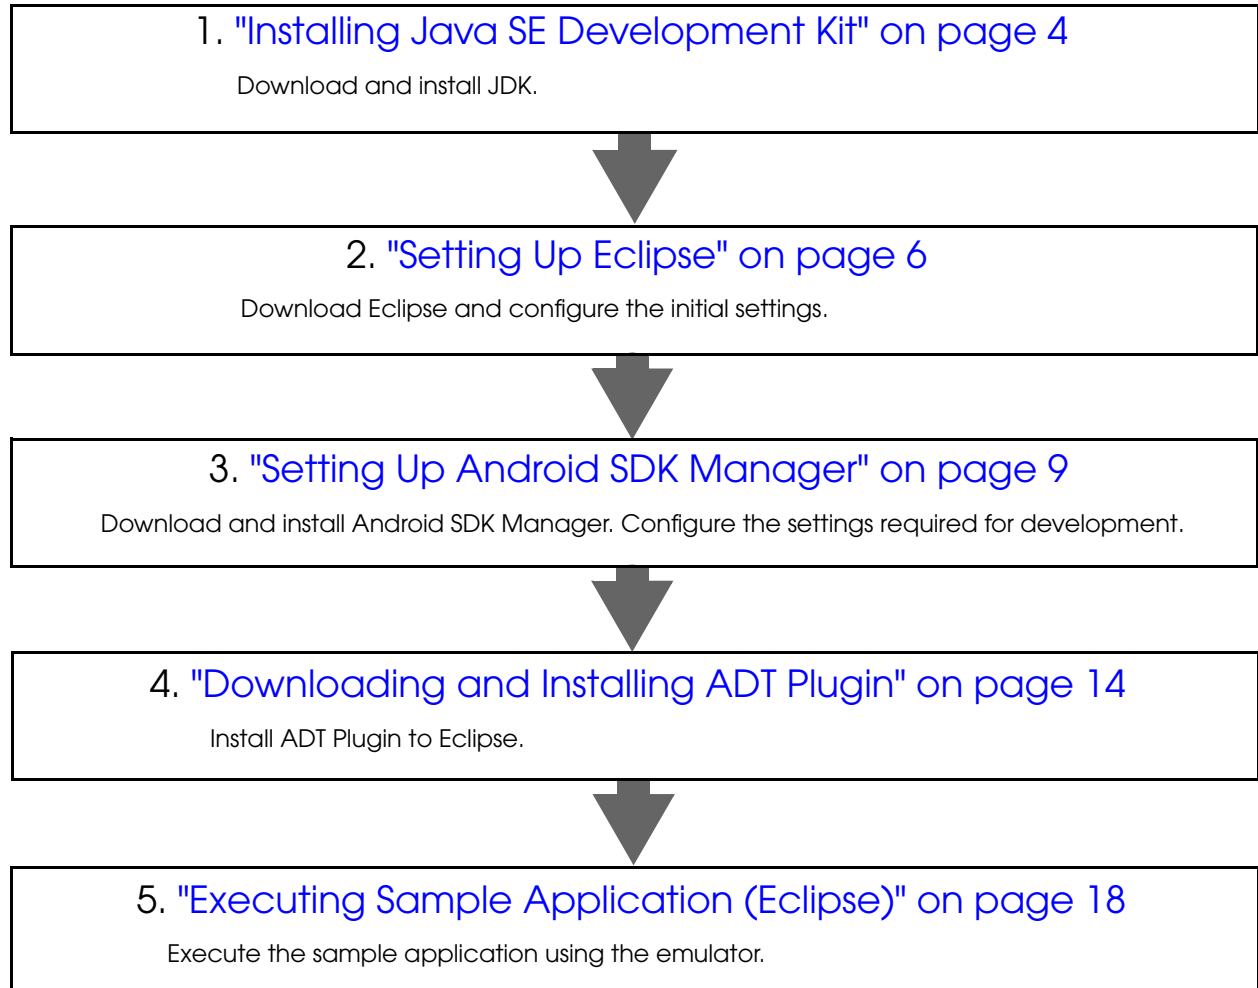 1. "Installing Java SE Development Kit" on page 4
Download and install JDK.
2. "Setting Up Eclipse" on page 6
Download Eclipse and configure the initial settings.
3. "Setting Up Android SDK Manager" on page 9
Download and install Android SDK Manager. Configure the settings required for development.
4. "Downloading and Installing ADT Plugin" on page 14
Install ADT Plugin to Eclipse.
5. "Executing Sample Application (Eclipse)" on page 18
Execute the sample application using the emulator.